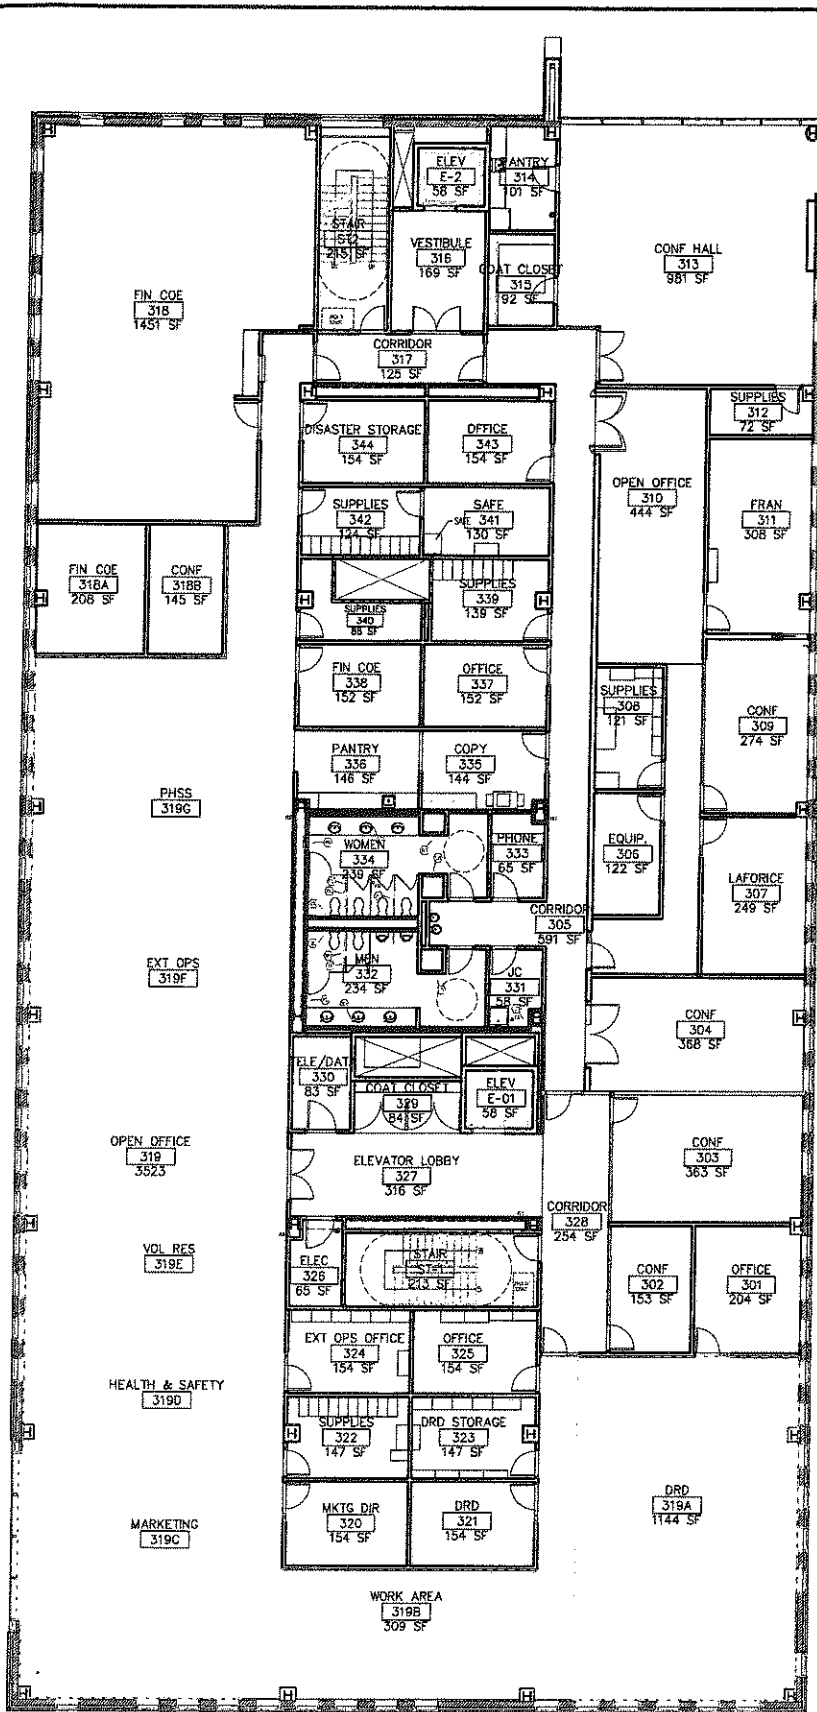 ELEV
E-2
58 SF
PANTRY
314
101 SF
STAIR
ST2
215 SF
VESTIBULE
316
169 SF
COAT CLOSET
315
92 SF
CONF HALL
313
981 SF
FIN COE
318
1451 SF
CORRIDOR
317
125 SF
SUPPLIES
312
72 SF
DISASTER STORAGE
344
154 SF
OFFICE
343
154 SF
OPEN OFFICE
310
444 SF
FRAN
311
308 SF
SUPPLIES
342
124 SF
SAFE
SAFE
341
130 SF
FIN COE
318A
208 SF
CONF
318B
145 SF
SUPPLIES
339
139 SF
SUPPLIES
340
88 SF
FIN COE
338
152 SF
OFFICE
337
152 SF
SUPPLIES
308
121 SF
CONF
309
274 SF
PANTRY
336
146 SF
COPY
335
144 SF
PHSS
319G
WOMEN
334
239 SF
PHONE
333
65 SF
EQUIP.
306
122 SF
LAFORICE
307
249 SF
CORRIDOR
305
591 SF
EXT OPS
319F
MEN
332
234 SF
JC
331
58 SF
CONF
304
368 SF
TELE/DATA
330
83 SF
COAT CLOSET
329
84 SF
ELEV
E-01
58 SF
OPEN OFFICE
319
3523
ELEVATOR LOBBY
327
316 SF
CONF
303
363 SF
CORRIDOR
328
254 SF
VOL RES
319E
ELEC
326
65 SF
STAIR
ST-1
213 SF
CONF
302
153 SF
OFFICE
301
204 SF
EXT OPS OFFICE
324
154 SF
OFFICE
325
154 SF
HEALTH & SAFETY
319D
SUPPLIES
322
147 SF
DRD STORAGE
323
147 SF
MARKETING
319C
MKTG DIR
320
154 SF
DRD
321
154 SF
DRD
319A
1144 SF
WORK AREA
319B
309 SF